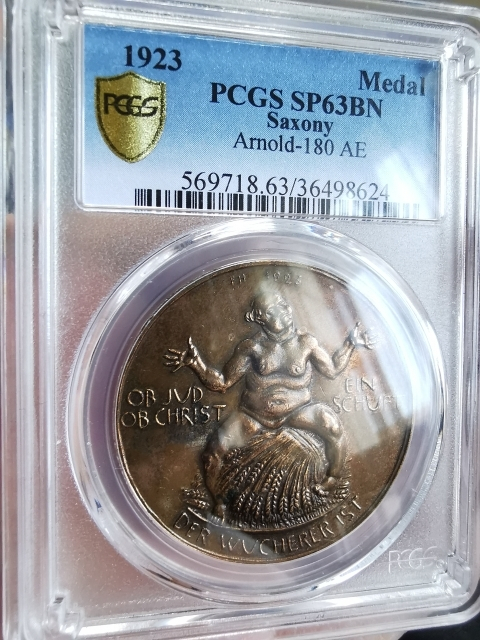 1923
Medal
PCGS
PCGS SP63BN
Saxony
Arnold-180 AE
569718.63/36498624
FH
OB JUD
OB CHRIST
EIN
SCHUFT
DER WUCHERER IST
PCGS